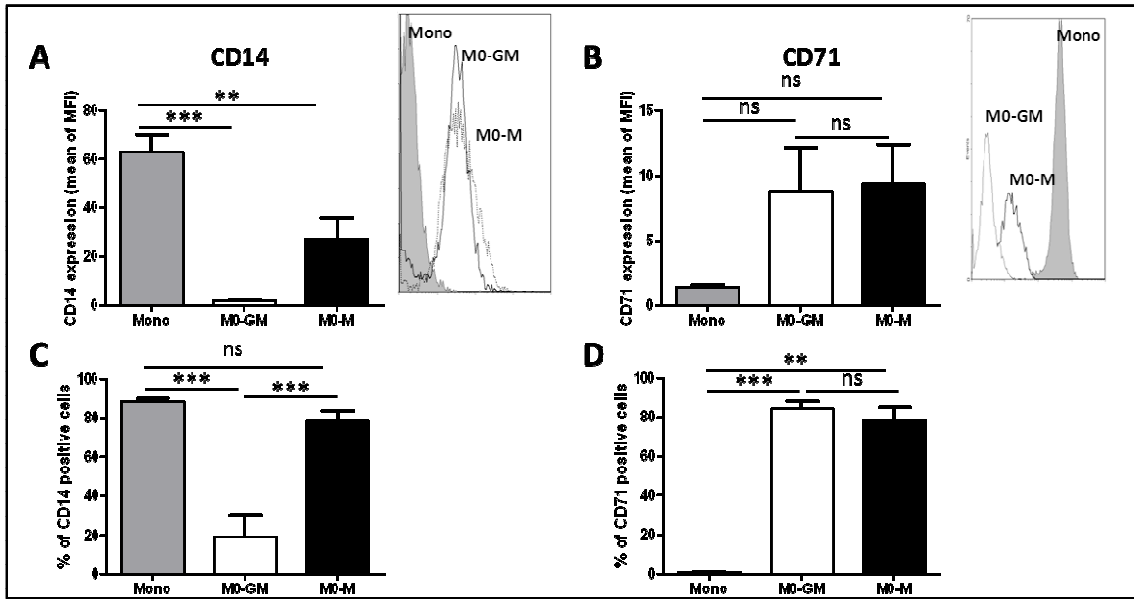 A
CD14
Mono
M0-GM
M0-M
CD14 expression (mean of MFI)
80
60
40
20
0
**
***
Mono
M0-GM
M0-M
B
CD71
Mono
M0-GM
M0-M
CD71 expression (mean of MFI)
15
10
5
0
ns
ns
ns
Mono
M0-GM
M0-M
C
% of CD14 positive cells
100
80
60
40
20
0
ns
***
***
Mono
M0-GM
M0-M
D
% of CD71 positive cells
100
80
60
40
20
0
**
***
ns
Mono
M0-GM
M0-M